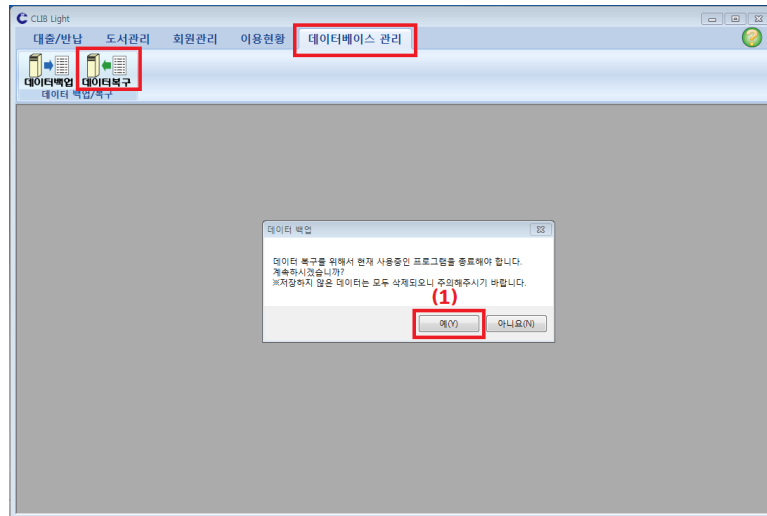 CLIB Light
대출/반납 도서관리 회원관리 이용현황 데이터베이스 관리
데이터백업 데이터복구
데이터 백업/복구
데이터 백업
데이터 복구를 위해서 현재 사용중인 프로그램을 종료해야 합니다.
계속하시겠습니까?
※저장하지 않은 데이터는 모두 삭제되오니 주의해주시기 바랍니다.
(1)
예(Y) 아니요(N)